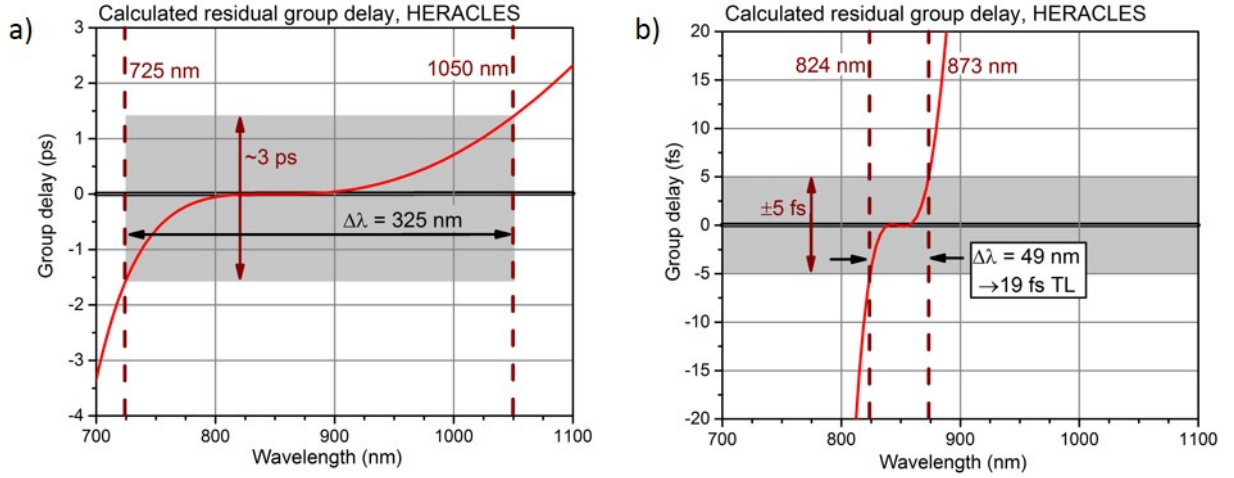 a)
Calculated residual group delay, HERACLES
3
2
1
0
-1
-2
-3
-4
Group delay (ps)
725 nm
1050 nm
~3 ps
Δλ = 325 nm
700
800
900
1000
1100
Wavelength (nm)
b)
Calculated residual group delay, HERACLES
20
15
10
5
0
-5
-10
-15
-20
Group delay (fs)
824 nm
873 nm
±5 fs
Δλ = 49 nm
→19 fs TL
700
800
900
1000
1100
Wavelength (nm)